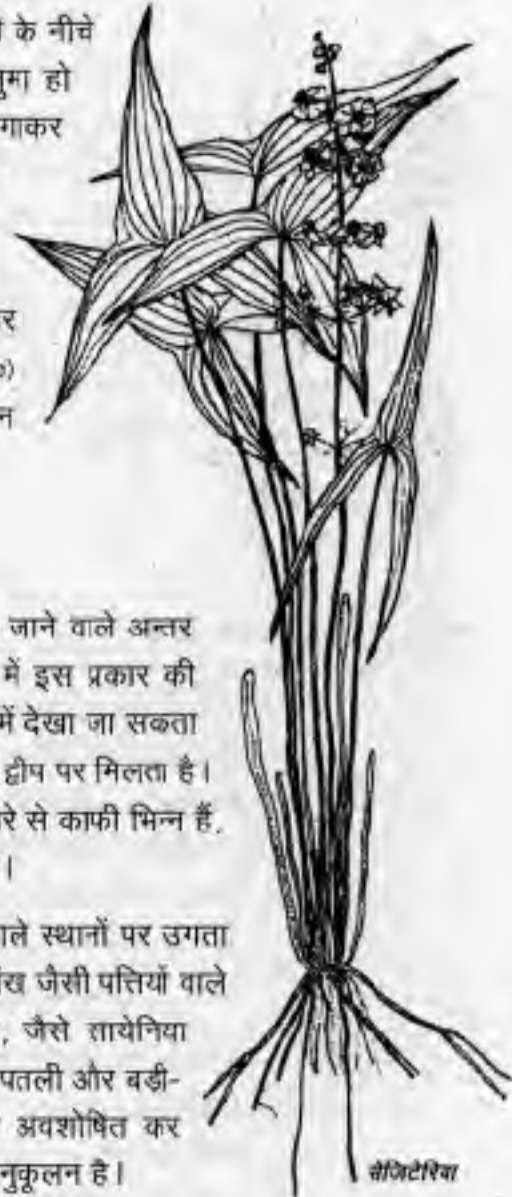 के नीचे
नुमा हो
गाकर
र
)
न
जाने वाले अन्तर
में इस प्रकार की
में देखा जा सकता
द्वीप पर मिलता है।
रे से काफी भिन्न हैं,
।
ाले स्थानों पर उगता
ख जैसी पत्तियों वाले
, जैसे तायेनिया
पतली और बड़ी-
अवशोषित कर
नुकूलन है।
सेजिटेरिया